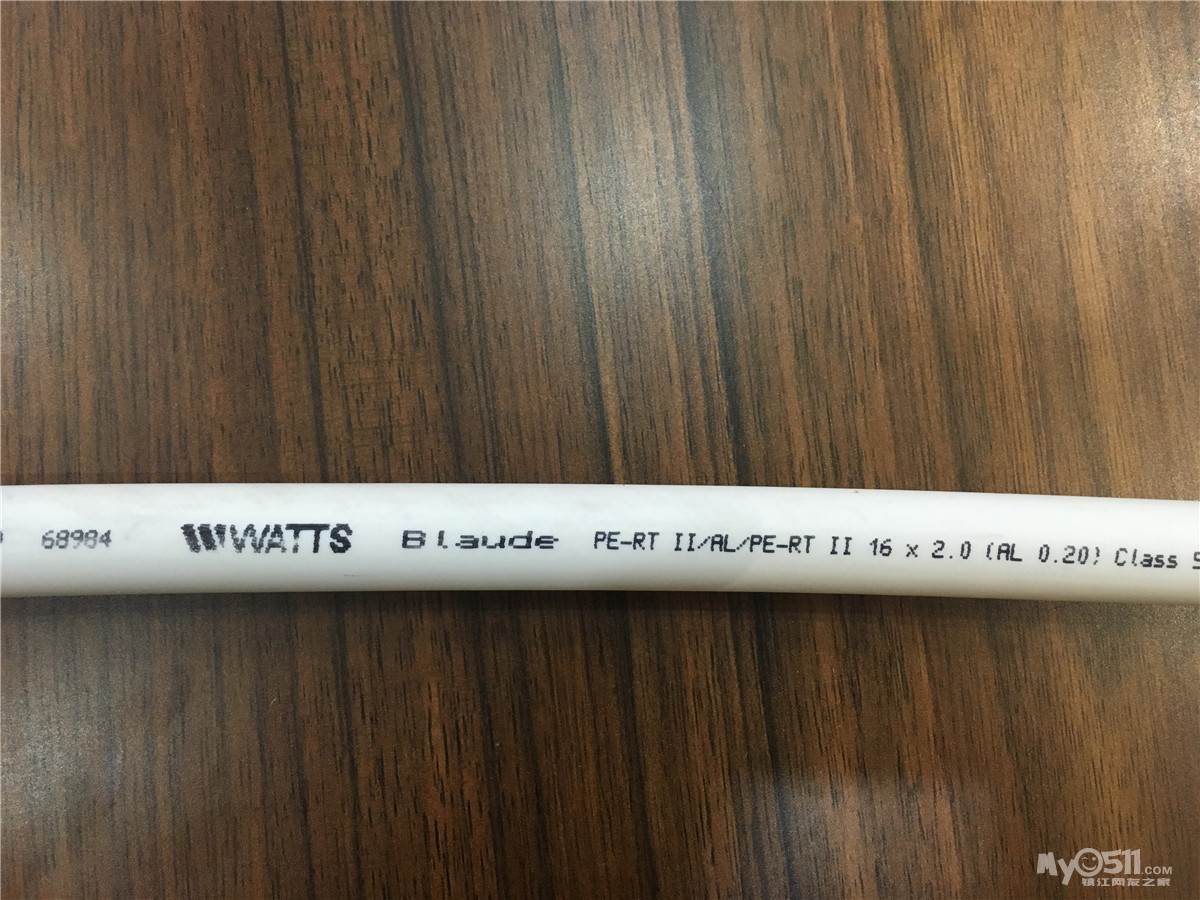 68984 WATTS Blaude PE-RT II/AL/PE-RT II 16 x 2.0 (AL 0.20) Class
My0511.COM
镇江网友之家